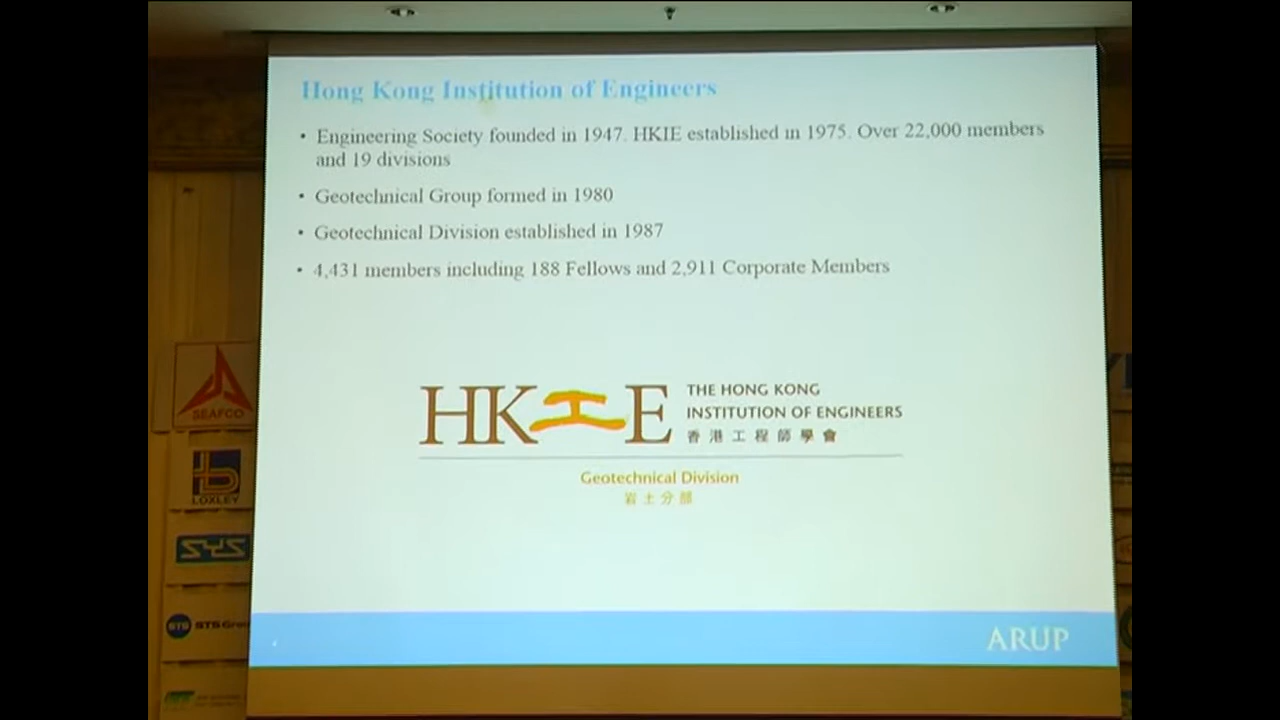 Hong Kong Institution of Engineers
• Engineering Society founded in 1947. HKIE established in 1975. Over 22,000 members
and 19 divisions
• Geotechnical Group formed in 1980
• Geotechnical Division established in 1987
• 4,431 members including 188 Fellows and 2,911 Corporate Members
HK工E
THE HONG KONG
INSTITUTION OF ENGINEERS
香港工程師學會
Geotechnical Division
岩土分部
ARUP
SEAFCO
LOXLEY
SYS
STS